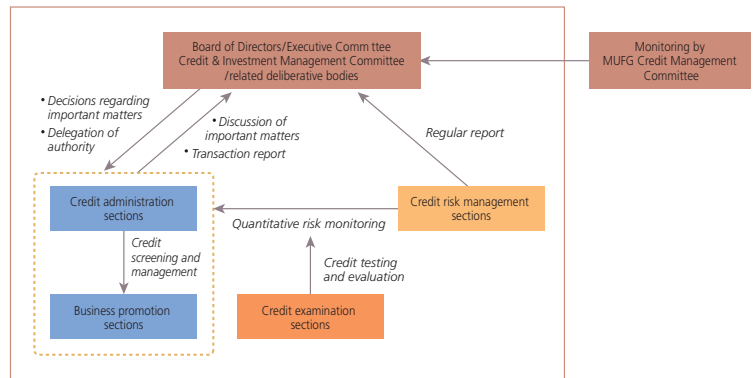 Board of Directors/Executive Com tee
Credit & Investment Management Committee
/related deliberative bodies
Monitoring by
MUFG Credit Management
Committee
• Decisions regarding
important matters
• Delegation of
authority
• Discussion of
important matters
• Transaction report
Regular report
Credit administration
sections
Credit risk management
sections
Quantitative risk monitoring
Credit
screening and
management
Credit testing
and evaluation
Business promotion
sections
Credit examination
sections